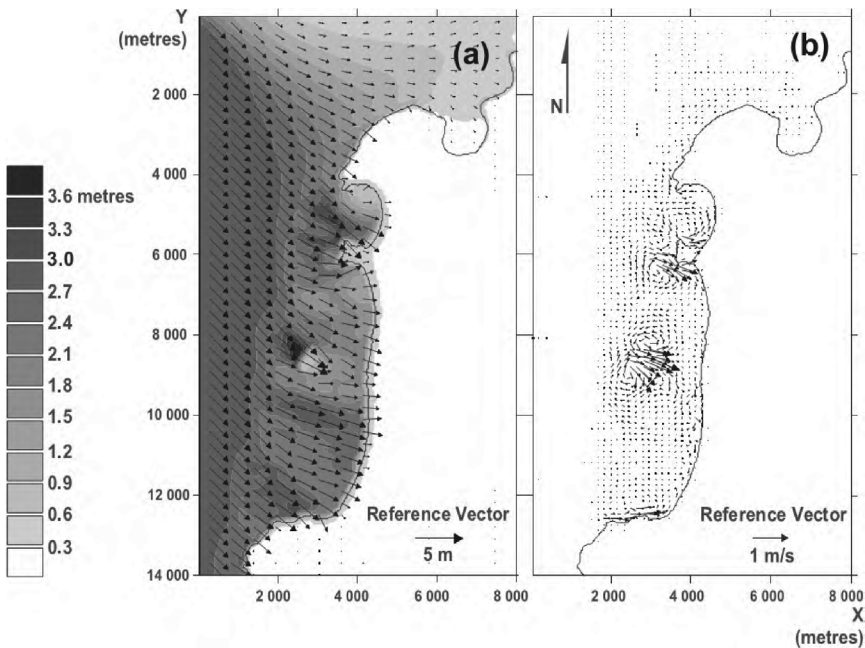 Y
(metres)
2 000
4 000
6 000
8 000
10 000
12 000
14 000
3.6 metres
3.3
3.0
2.7
2.4
2.1
1.8
1.5
1.2
0.9
0.6
0.3
(a)
Reference Vector
5 m
2 000 4 000 6 000 8 000
(b)
N
Reference Vector
1 m/s
2 000 4 000 6 000 8 000
X
(metres)